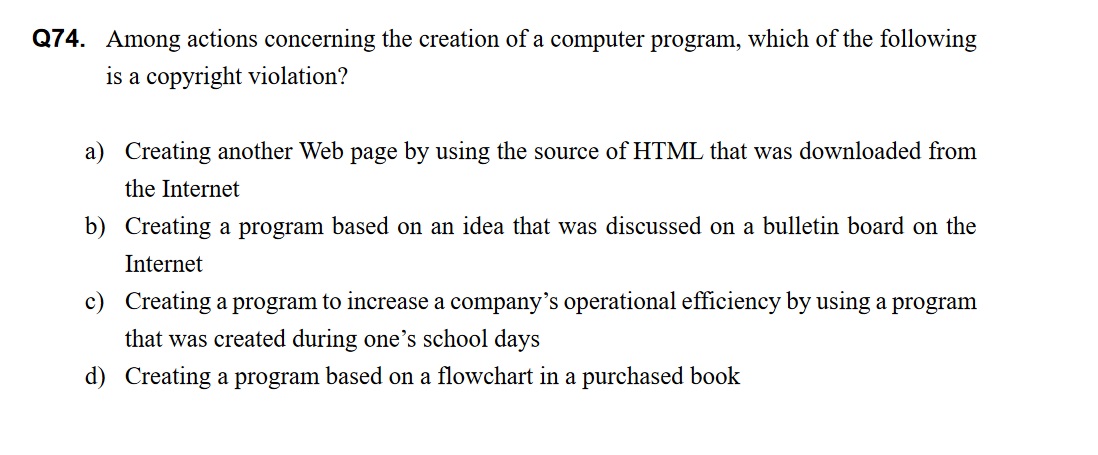 Q74. Among actions concerning the creation of a computer program, which of the following
is a copyright violation?
a) Creating another Web page by using the source of HTML that was downloaded from
the Internet
b) Creating a program based on an idea that was discussed on a bulletin board on the
Internet
c) Creating a program to increase a company’s operational efficiency by using a program
that was created during one’s school days
d) Creating a program based on a flowchart in a purchased book